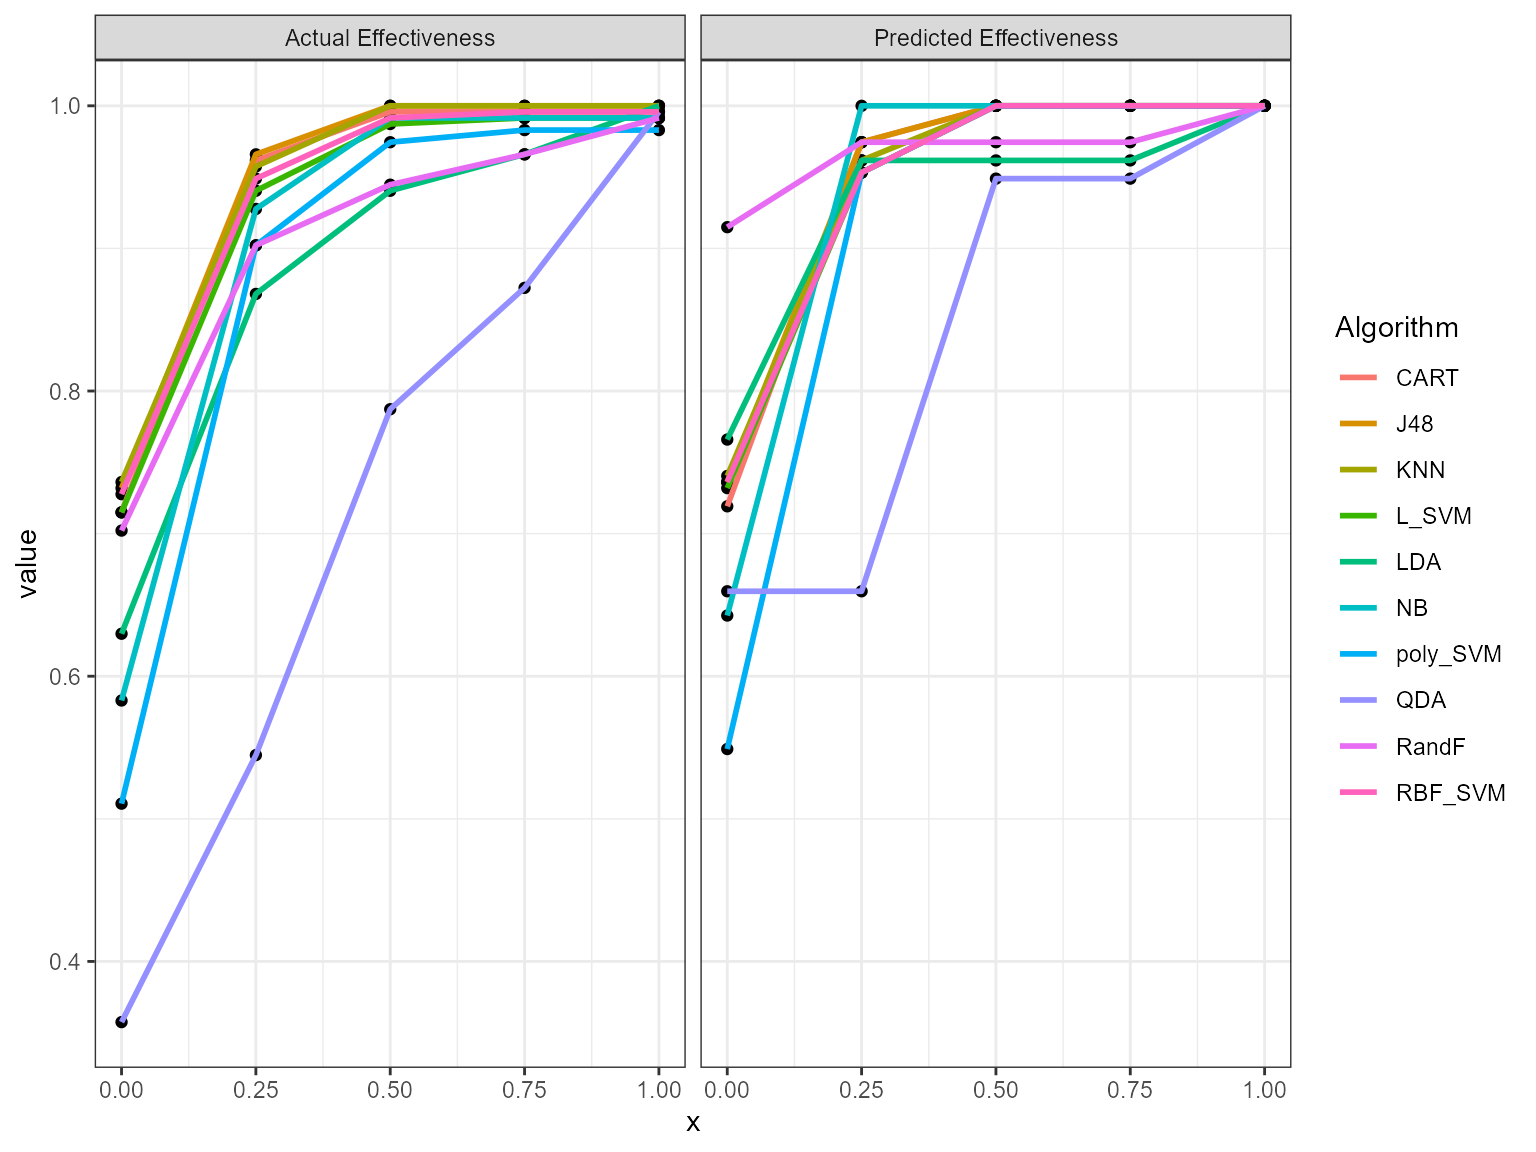 Actual Effectiveness
Predicted Effectiveness
1.0
0.8
0.6
0.4
value
0.00 0.25 0.50 0.75 1.00
0.00 0.25 0.50 0.75 1.00
x
Algorithm
CART
J48
KNN
L_SVM
LDA
NB
poly_SVM
QDA
RandF
RBF_SVM